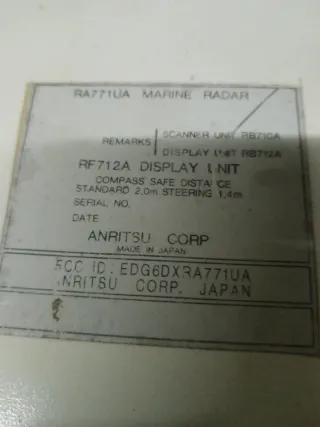 RA771UA MARINE RADAR
REMARKS
SCANNER UNIT RB710A
DISPLAY UNIT RB712A
RF712A DISPLAY UNIT
COMPASS SAFE DISTANCE
STANDARD 2.0m STEERING 1.4m
SERIAL NO.
DATE
ANRITSU CORP
MADE IN JAPAN
FCC ID: EDG6DXRA771UA
ANRITSU CORP. JAPAN